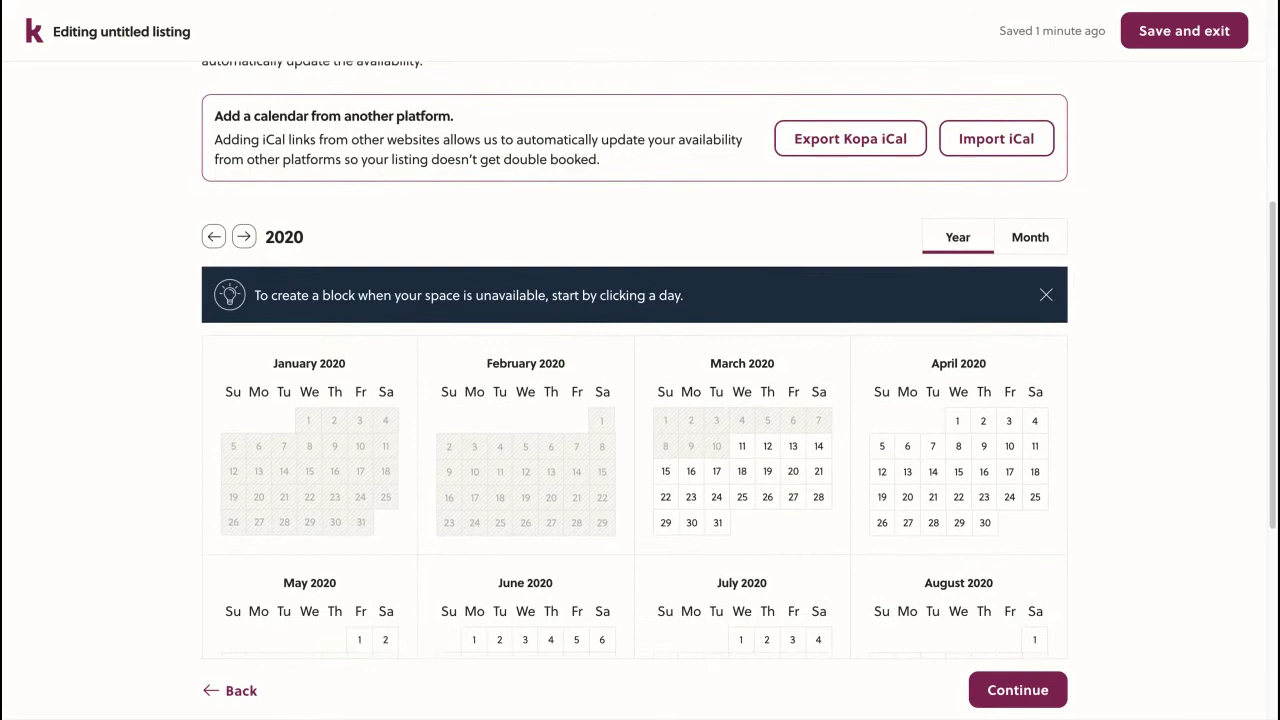 k Editing untitled listing
Saved 1 minute ago
Save and exit
automatically update the availability.
Add a calendar from another platform.
Adding iCal links from other websites allows us to automatically update your availability
from other platforms so your listing doesn't get double booked.
Export Kopa iCal
Import iCal
2020
Year
Month
To create a block when your space is unavailable, start by clicking a day.
January 2020
Su Mo Tu We Th Fr Sa
1 2 3 4
5 6 7 8 9 10 11
12 13 14 15 16 17 18
19 20 21 22 23 24 25
26 27 28 29 30 31
February 2020
Su Mo Tu We Th Fr Sa
1
2 3 4 5 6 7 8
9 10 11 12 13 14 15
16 17 18 19 20 21 22
23 24 25 26 27 28 29
March 2020
Su Mo Tu We Th Fr Sa
1 2 3 4 5 6 7
8 9 10 11 12 13 14
15 16 17 18 19 20 21
22 23 24 25 26 27 28
29 30 31
April 2020
Su Mo Tu We Th Fr Sa
1 2 3 4
5 6 7 8 9 10 11
12 13 14 15 16 17 18
19 20 21 22 23 24 25
26 27 28 29 30
May 2020
Su Mo Tu We Th Fr Sa
1 2
June 2020
Su Mo Tu We Th Fr Sa
1 2 3 4 5 6
July 2020
Su Mo Tu We Th Fr Sa
1 2 3 4
August 2020
Su Mo Tu We Th Fr Sa
1
Back
Continue